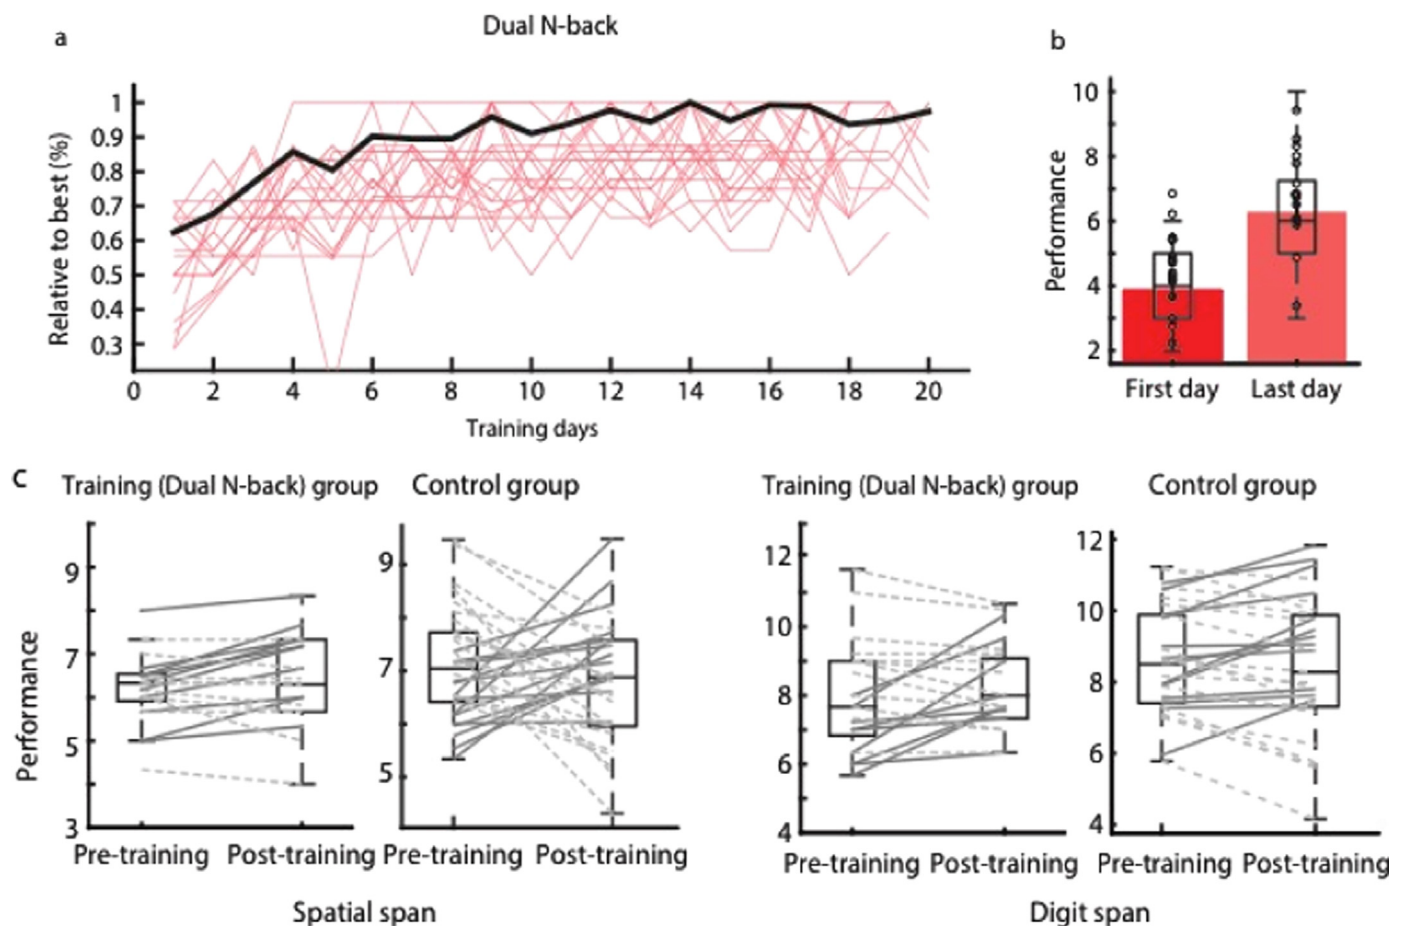 a
Dual N-back
b
Relative to best (%)
1
0.9
0.8
0.7
0.6
0.5
0.4
0.3
0 2 4 6 8 10 12 14 16 18 20
Training days
Performance
10
8
6
4
2
First day Last day
c
Training (Dual N-back) group
Control group
Training (Dual N-back) group
Control group
Performance
9
7
5
3
Pre-training Post-training
9
7
5
Pre-training Post-training
Spatial span
12
10
8
6
4
Pre-training Post-training
12
10
8
6
4
Pre-training Post-training
Digit span